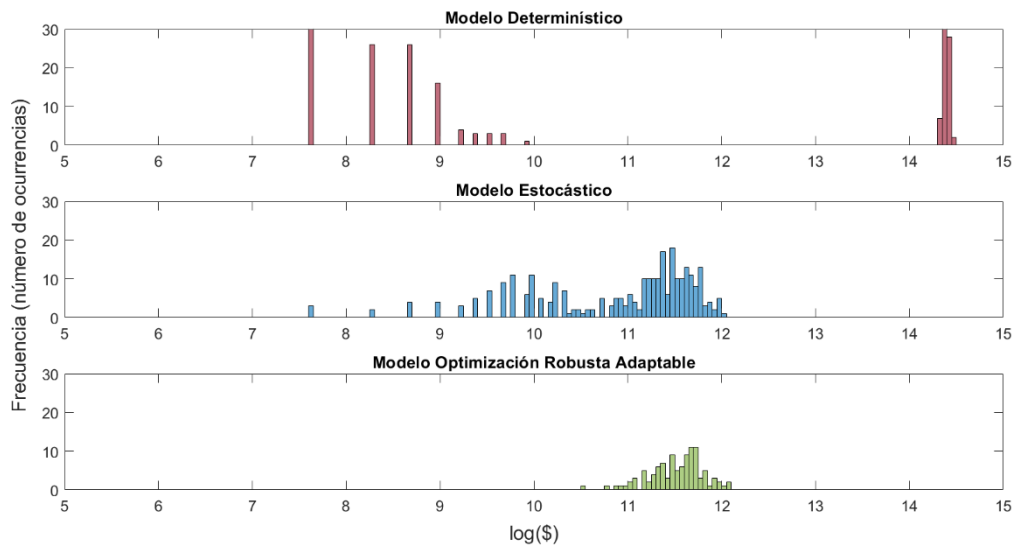 Modelo Determinístico
30
20
10
0
5 6 7 8 9 10 11 12 13 14 15
Modelo Estocástico
30
20
10
0
5 6 7 8 9 10 11 12 13 14 15
Modelo Optimización Robusta Adaptable
30
20
10
0
5 6 7 8 9 10 11 12 13 14 15
Frecuencia (número de ocurrencias)
log($)